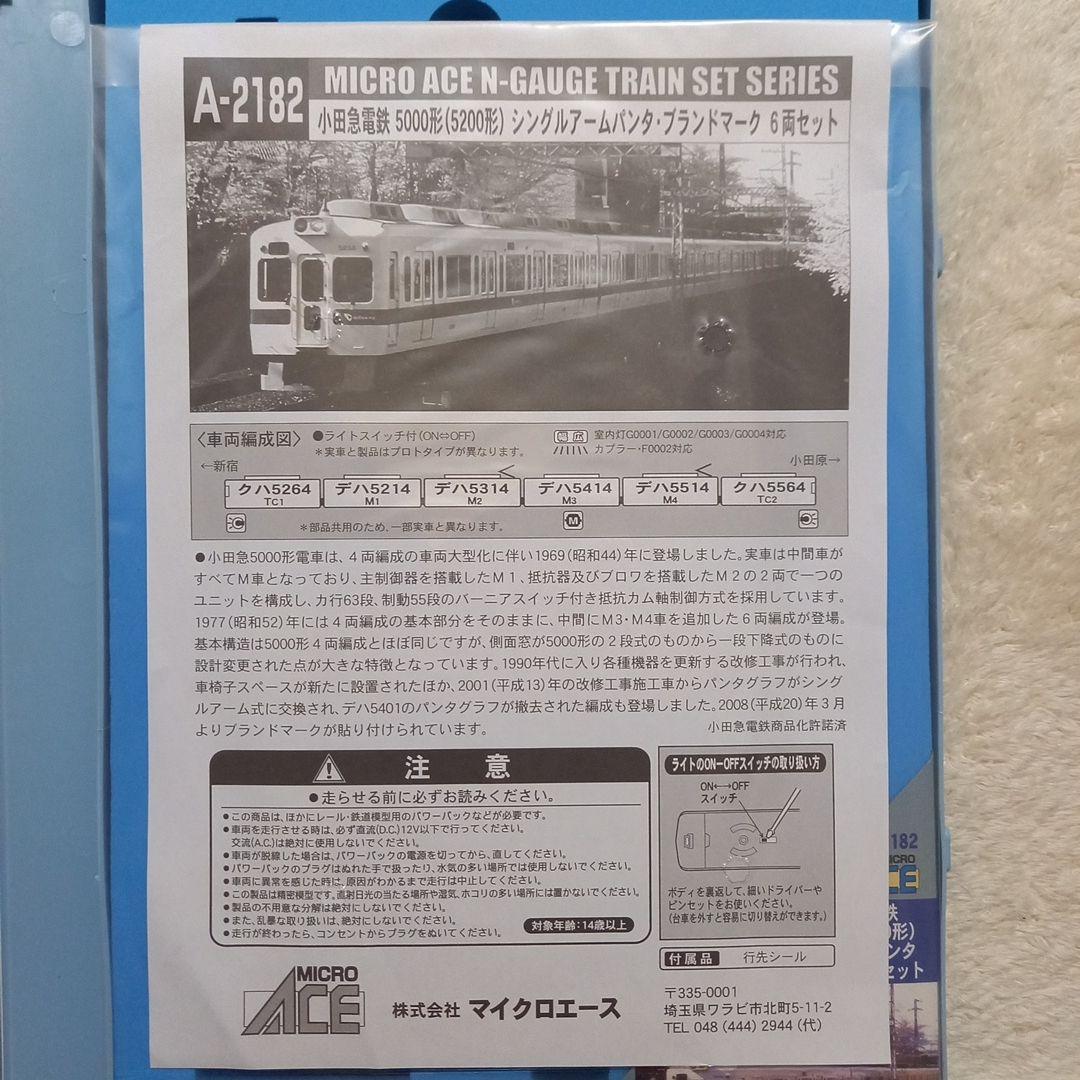 A-2182
MICRO ACE N-GAUGE TRAIN SET SERIES
小田急電鉄 5000形(5200形) シングルアームパンタ・ブランドマーク 6両セット
〈車両編成図〉 ●ライトスイッチ付(ON⇔OFF)
＊実車と製品はプロトタイプが異なります。
室内灯G0001/G0002/G0003/G0004対応
カプラー・F0002対応
←新宿
小田原→
クハ5264 デハ5214 デハ5314 デハ5414 デハ5514 クハ5564
TC1 M1 M2 M3 M4 TC2
M
＊部品共用のため、一部実車と異なります。
●小田急5000形電車は、4両編成の車両大型化に伴い1969(昭和44)年に登場しました。実車は中間車が
すべてM車となっており、主制御器を搭載したM1、抵抗器及びブロワを搭載したM2の2両で一つの
ユニットを構成し、カ行63段、制動55段のバーニアスイッチ付き抵抗カム軸制御方式を採用しています。
1977(昭和52)年には4両編成の基本部分をそのままに、中間にM3・M4車を追加した6両編成が登場。
基本構造は5000形4両編成とほぼ同じですが、側面窓が5000形の2段式のものから一段下降式のものに
設計変更された点が大きな特徴となっています。1990年代に入り各種機器を更新する改修工事が行われ、
車椅子スペースが新たに設置されたほか、2001(平成13)年の改修工事施工車からパンタグラフがシング
ルアーム式に交換され、デハ5401のパンタグラフが撤去された編成も登場しました。2008(平成20)年3月
よりブランドマークが貼り付けられています。
小田急電鉄商品化許諾済
注意
●走らせる前に必ずお読みください。
●この商品は、ほかにレール・鉄道模型用のパワーパックなどが必要です。
●車両を走行させる時は、必ず直流(D.C.)12V以下で行ってください。
交流(A.C.)は絶対に使用しないでください。
●車両が脱線した場合は、パワーパックの電源を切ってから、直してください。
●パワーパックのプラグはぬれた手で扱ったり、水気の多い場所では使用しないでください。
●車両に異常を感じた時は、原因がわかるまで走行は中止してください。
●この製品は精密模型です。直射日光の当たる場所や湿気、ホコリの多い場所には置かないでください。
●製品の不用意な分解は絶対にしないでください。
●また、乱暴な取り扱いは、絶対にしないでください。
●走行が終わったら、コンセントからプラグをぬいてください。
対象年齢:14歳以上
ライトのON-OFFスイッチの取り扱い方
ON←→OFF
スイッチ
ボディを裏返して、細いドライバーや
ピンセットをお使いください。
(台車を外すと容易に切り替えができます。)
付属品 行先シール
MICRO
ACE
株式会社 マイクロエース
〒335-0001
埼玉県ワラビ市北町5-11-2
TEL 048 (444) 2944 (代)
182
ICRO
CE
鉄
形)
ンタ
セット